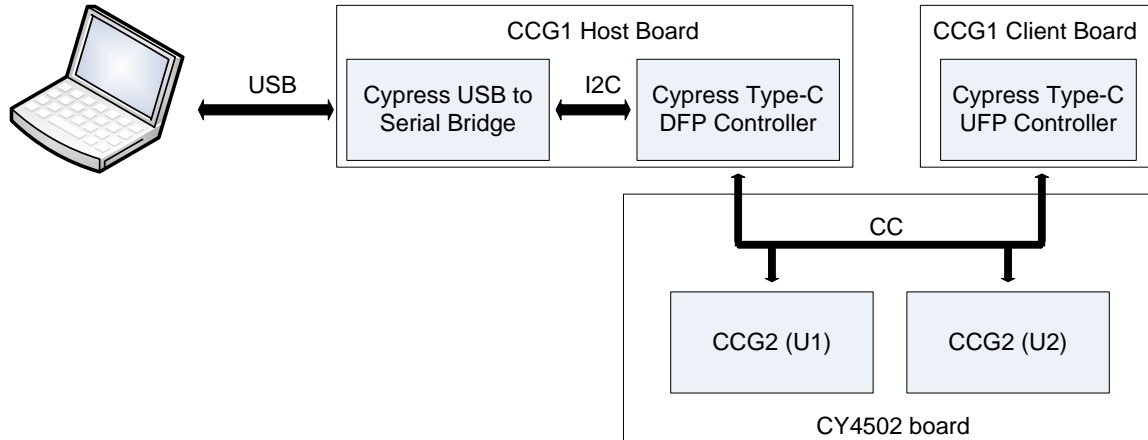 CCG1 Host Board
CCG1 Client Board
USB
Cypress USB to
Serial Bridge
I2C
Cypress Type-C
DFP Controller
Cypress Type-C
UFP Controller
CC
CCG2 (U1)
CCG2 (U2)
CY4502 board